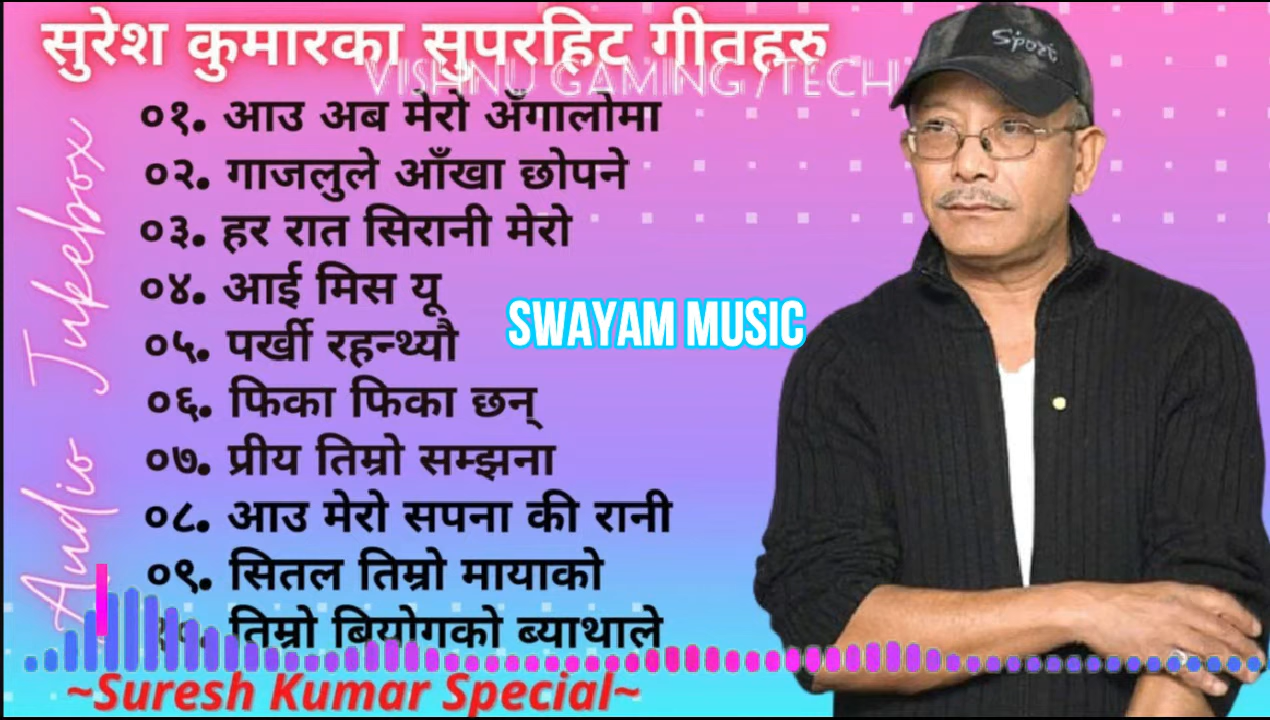 सुरेश कुमारका सुपरहिट गीतहरु
VISHNU GAMING/TECH
Sport
०१. आउ अब मेरो अँगालोमा
०२. गाजलुले आँखा छोपने
०३. हर रात सिरानी मेरो
०४. आई मिस यू
SWAYAM MUSIC
०५. पर्खी रहन्थ्यौ
०६. फिका फिका छन्
०७. प्रीय तिम्रो सम्झना
०८. आउ मेरो सपना की रानी
०९. सितल तिम्रो मायाको
१०. तिम्रो बियोगको ब्याथाले
Audio Jukebox
~Suresh Kumar Special~